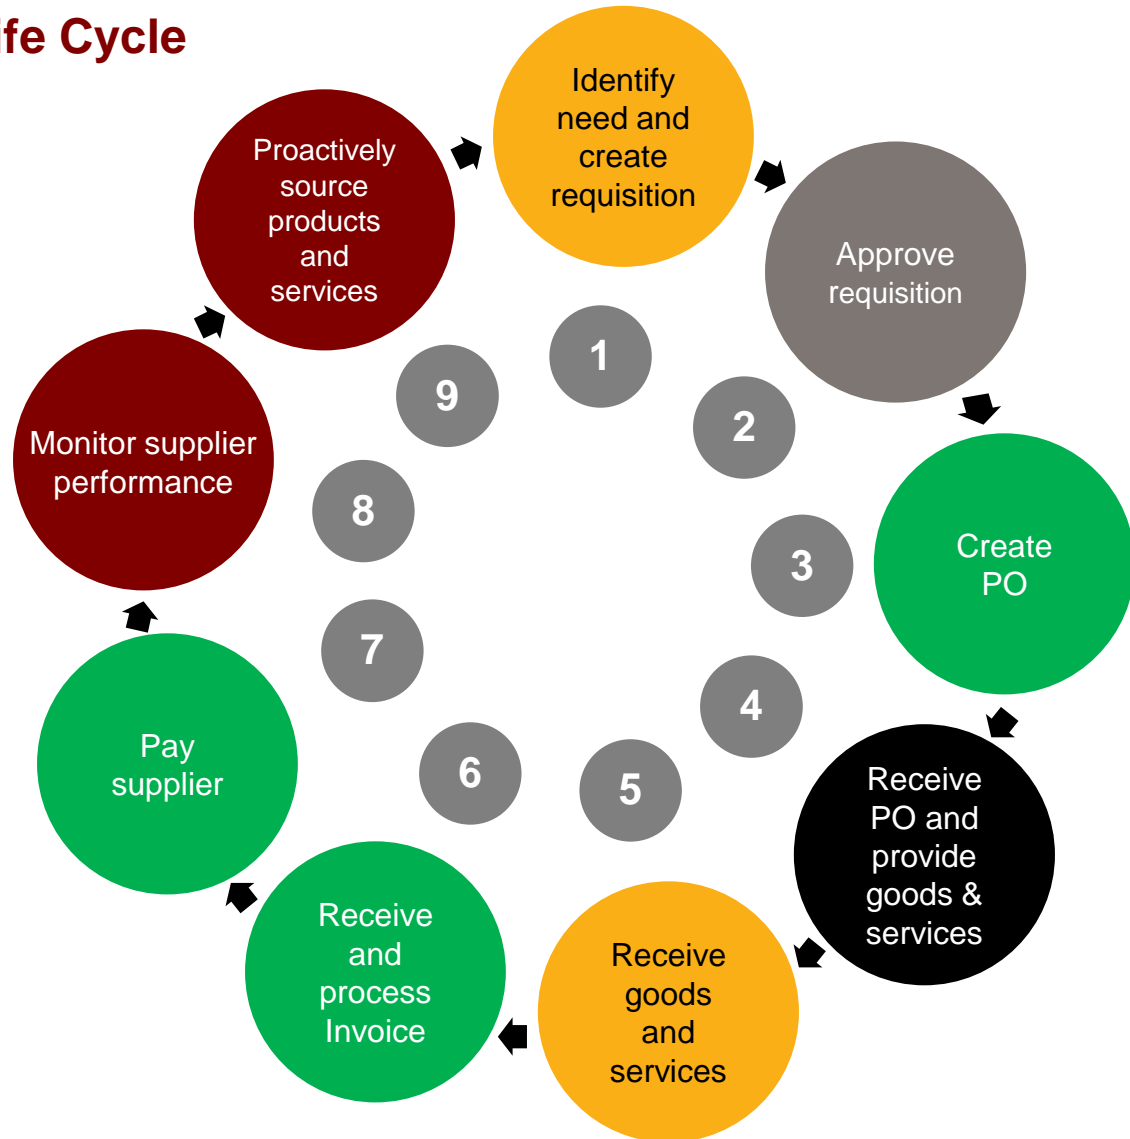 ife Cycle
Identify
need and
create
requisition
Approve
requisition
Create
PO
Receive
PO and
provide
goods &
services
Receive
goods
and
services
Receive
and
process
Invoice
Pay
supplier
Monitor supplier
performance
Proactively
source
products
and
services
1
2
3
4
5
6
7
8
9